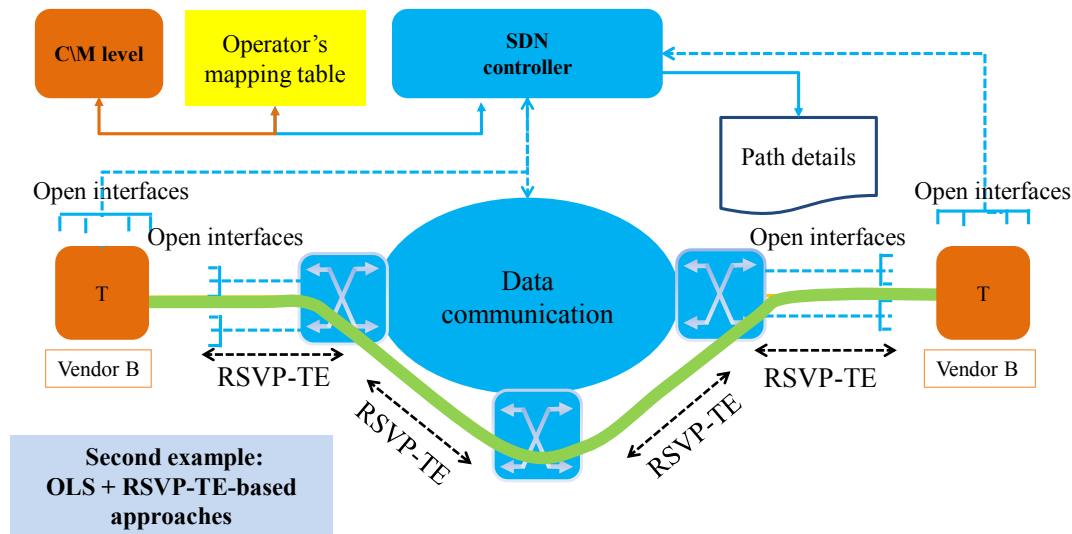 C\M level
Operator's
mapping table
SDN
controller
Path details
Open interfaces
Open interfaces
Open interfaces
Open interfaces
T
Data
communication
T
Vendor B
RSVP-TE
RSVP-TE
RSVP-TE
RSVP-TE
Vendor B
Second example:
OLS + RSVP-TE-based
approaches